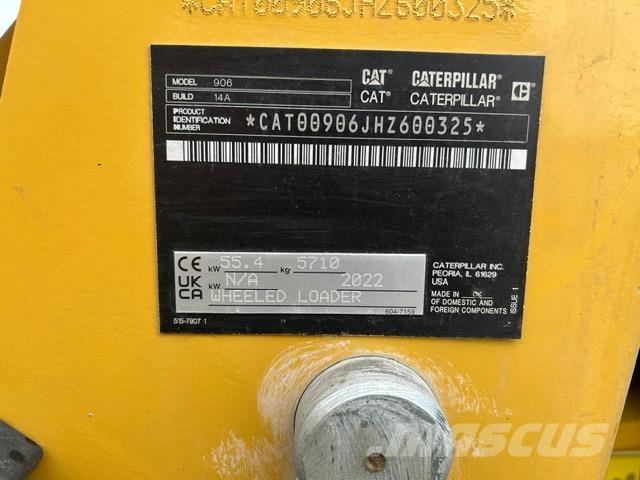 *CAT00906JHZ600325*
MODEL 906
BUILD 14A
CAT® CATERPILLAR®
CAT® CATERPILLAR® C
PRODUCT
IDENTIFICATION
NUMBER
*CAT00906JHZ600325*
CE kW 55.4 kg 5710
UKCA kW N/A 2022
WHEELED LOADER
604-7159
515-7907 1
CATERPILLAR INC.
PEORIA, IL 61629
USA
MADE IN UK
OF DOMESTIC AND
FOREIGN COMPONENTS
ISSUE 1
MASCUS